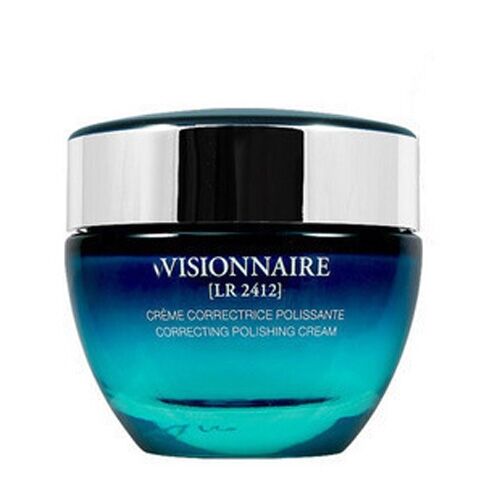 VISIONNAIRE
[LR 2412]
CRÈME CORRECTRICE POLISSANTE
CORRECTING POLISHING CREAM